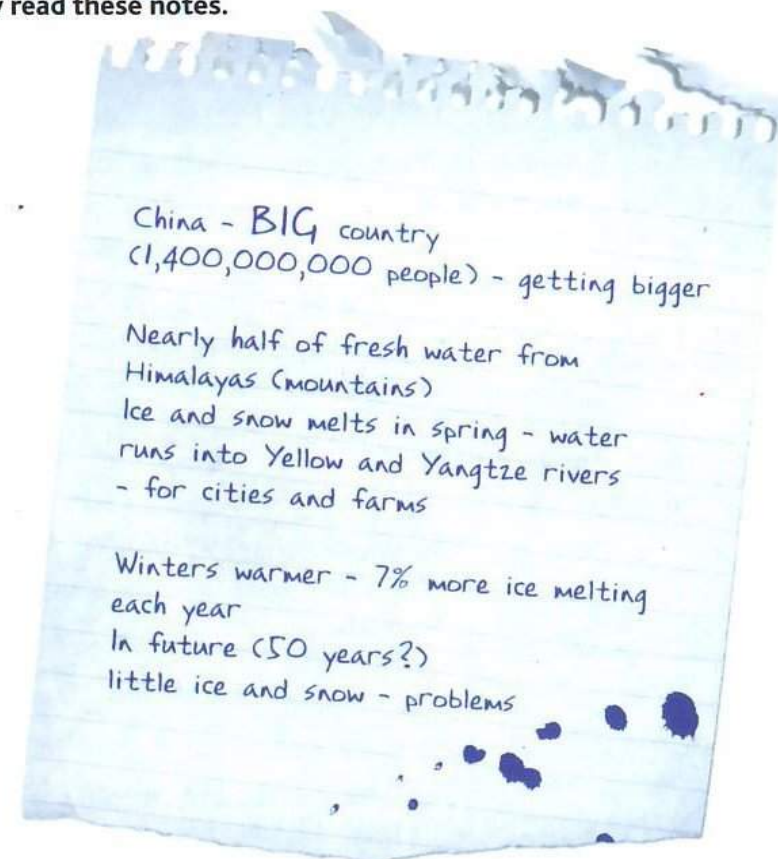 read these notes.
China - BIG country
(1,400,000,000 people) - getting bigger
Nearly half of fresh water from
Himalayas (mountains)
Ice and snow melts in spring - water
runs into Yellow and Yangtze rivers
- for cities and farms
Winters warmer - 7% more ice melting
each year
In future (50 years?)
little ice and snow - problems